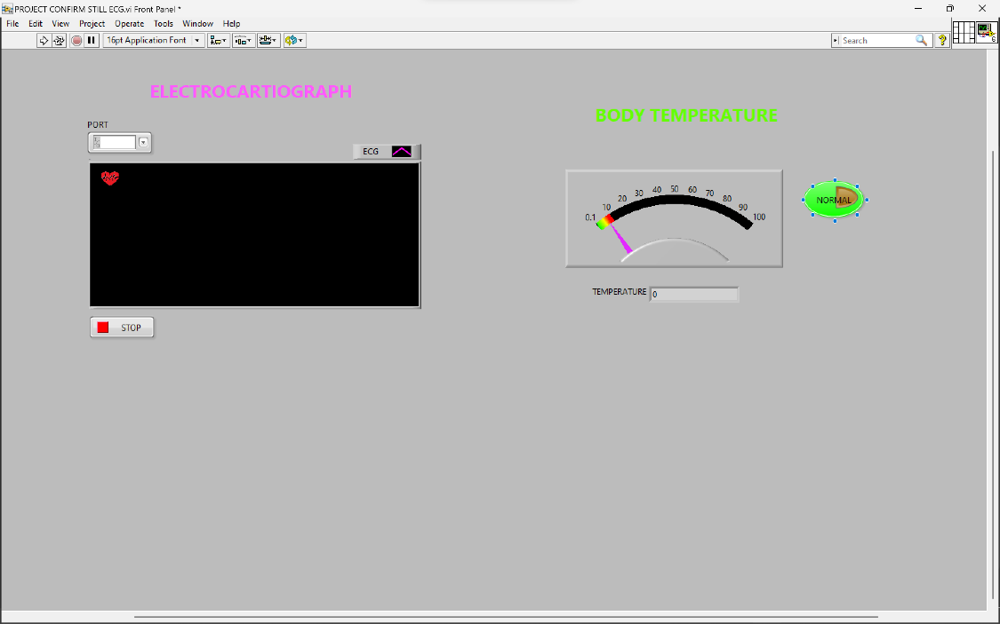 PROJECT CONFIRM STILL ECG.vi Front Panel *
File Edit View Project Operate Tools Window Help
16pt Application Font
Search
6
ELECTROCARTIOGRAPH
BODY TEMPERATURE
PORT
ECG
NORMAL
0.1 10 20 30 40 50 60 70 80 90 100
TEMPERATURE 0
STOP